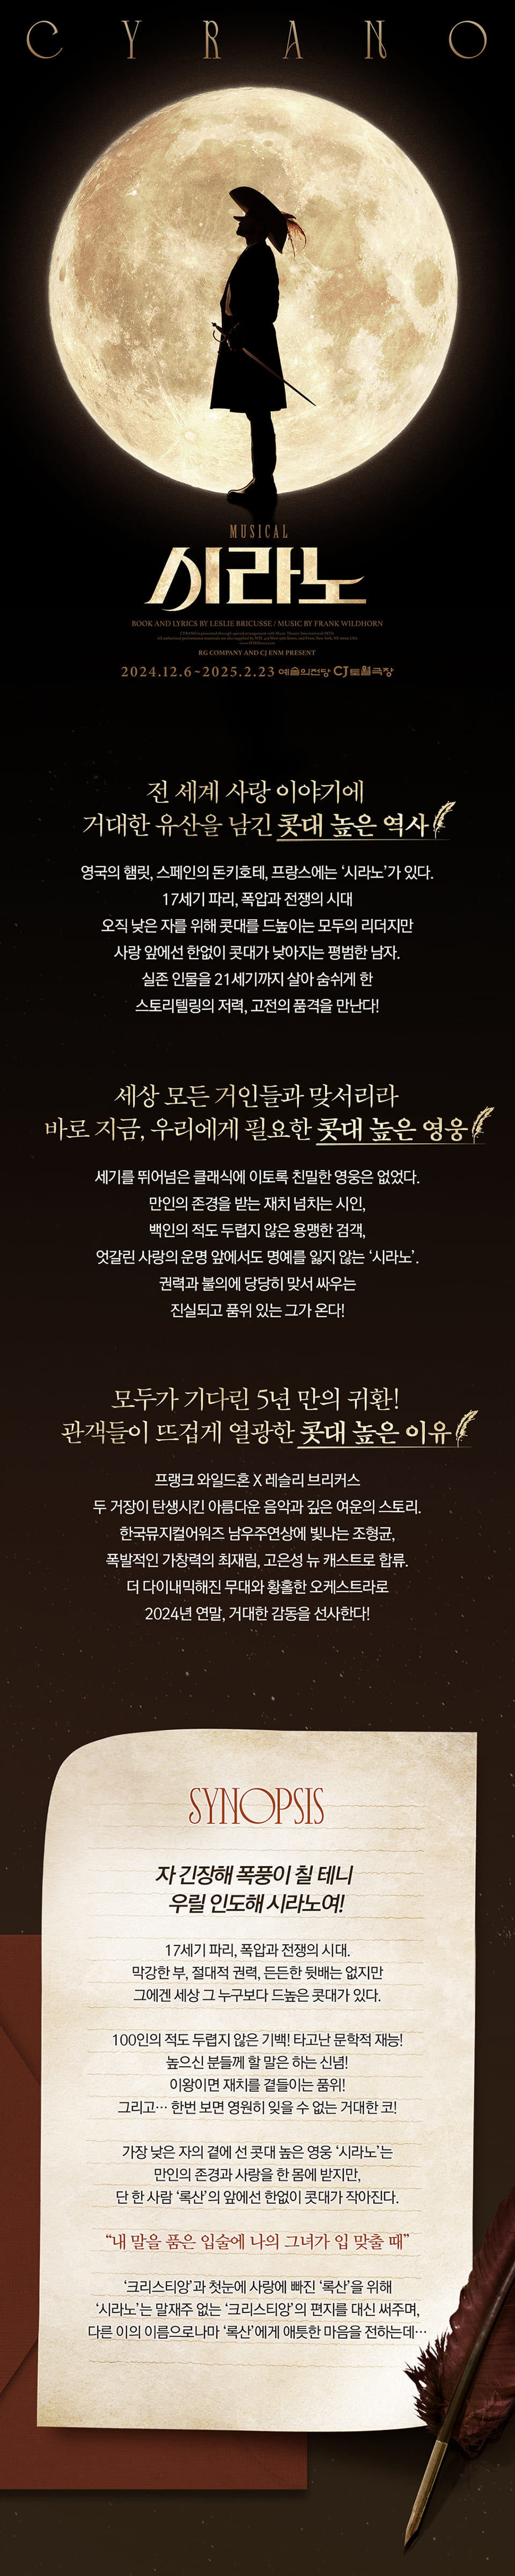 CYRANO
MUSICAL
시라노
BOOK AND LYRICS BY LESLIE BRICUSSE / MUSIC BY FRANK WILDHORN
CYRANO is presented through special arrangement with Music Theatre International (MTI)
RG COMPANY AND CJ ENM PRESENT
2024.12.6~2025.2.23 예술의전당 CJ토월극장
전 세계 사랑 이야기에
거대한 유산을 남긴 콧대 높은 역사
영국의 햄릿, 스페인의 돈키호테, 프랑스에는 ‘시라노’가 있다.
17세기 파리, 폭압과 전쟁의 시대
오직 낮은 자를 위해 콧대를 드높이는 모두의 리더지만
사랑 앞에선 한없이 콧대가 낮아지는 평범한 남자.
실존 인물을 21세기까지 살아 숨쉬게 한
스토리텔링의 저력, 고전의 품격을 만난다!
세상 모든 거인들과 맞서리라
바로 지금, 우리에게 필요한 콧대 높은 영웅
세기를 뛰어넘은 클래식에 이토록 친밀한 영웅은 없었다.
만인의 존경을 받는 재치 넘치는 시인,
백인의 적도 두렵지 않은 용맹한 검객,
엇갈린 사랑의 운명 앞에서도 명예를 잃지 않는 ‘시라노’.
권력과 불의에 당당히 맞서 싸우는
진실되고 품위 있는 그가 온다!
모두가 기다린 5년 만의 귀환!
관객들이 뜨겁게 열광한 콧대 높은 이유
프랭크 와일드혼 X 레슬리 브리커스
두 거장이 탄생시킨 아름다운 음악과 깊은 여운의 스토리.
한국뮤지컬어워즈 남우주연상에 빛나는 조형균,
폭발적인 가창력의 최재림, 고은성 뉴 캐스트로 합류.
더 다이내믹해진 무대와 황홀한 오케스트라로
2024년 연말, 거대한 감동을 선사한다!
SYNOPSIS
자 긴장해 폭풍이 칠 테니
우릴 인도해 시라노여!
17세기 파리, 폭압과 전쟁의 시대.
막강한 부, 절대적 권력, 든든한 뒷배는 없지만
그에겐 세상 그 누구보다 드높은 콧대가 있다.
100인의 적도 두렵지 않은 기백! 타고난 문학적 재능!
높으신 분들께 할 말은 하는 신념!
이왕이면 재치를 곁들이는 품위!
그리고… 한번 보면 영원히 잊을 수 없는 거대한 코!
가장 낮은 자의 곁에 선 콧대 높은 영웅 ‘시라노’는
만인의 존경과 사랑을 한 몸에 받지만,
단 한 사람 ‘록산’의 앞에선 한없이 콧대가 작아진다.
“내 말을 품은 입술에 나의 그녀가 입 맞출 때”
‘크리스티앙’과 첫눈에 사랑에 빠진 ‘록산’을 위해
‘시라노’는 말재주 없는 ‘크리스티앙’의 편지를 대신 써주며,
다른 이의 이름으로나마 ‘록산’에게 애틋한 마음을 전하는데…